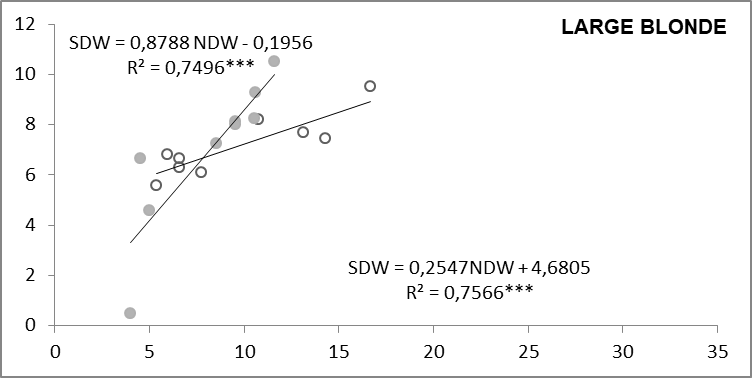 LARGE BLONDE
SDW = 0,8788 NDW - 0,1956
R² = 0,7496***
SDW = 0,2547NDW + 4,6805
R² = 0,7566***
12
10
8
6
4
2
0
0 5 10 15 20 25 30 35